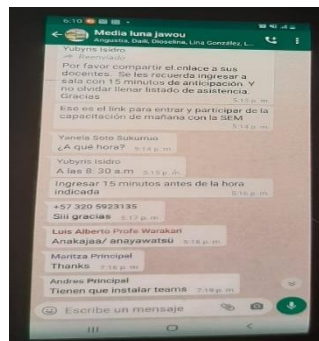 6:10
Media luna jawou
Angustia, Daili, Dioselina, Lina González, L...
Yubyris Isidro
Reenviado
Por favor compartir el enlace a sus
docentes. Se les recuerda ingresar a
sala con 15 minutos de anticipación. Y
no olvidar llenar listado de asistencia.
Gracias
5:13 p. m.
Ese es el link para entrar y participar de la
capacitación de mañana con la SEM
5:14 p. m.
Yanela Soto Sukurrua
¿A qué hora? 5:14 p. m.
Yubyris Isidro
A las 8: 30 a.m 5:15 p. m.
Ingresar 15 minutos antes de la hora
indicada 5:16 p. m.
+57 320 5923135
Siii gracias 5:17 p. m.
Luis Alberto Profe Warakari
Anakajaa/ anayawatsü 5:18 p. m.
Maritza Principal
Thanks 7:16 p. m.
Andres Principal
Tienen que instalar teams 7:19 p. m.
Escribe un mensaje